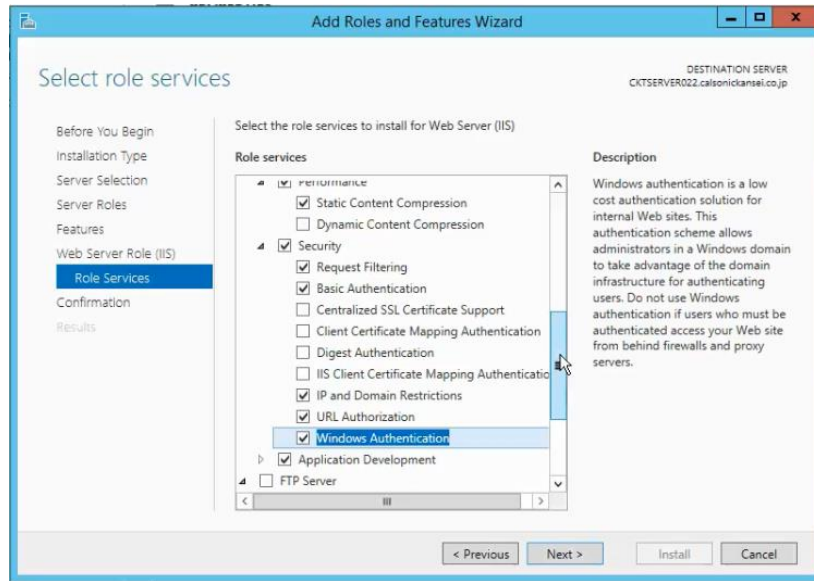 Add Roles and Features Wizard
Select role services
DESTINATION SERVER
CKTSERVER022.calsonickansei.co.jp
Before You Begin
Installation Type
Server Selection
Server Roles
Features
Web Server Role (IIS)
Role Services
Confirmation
Results
Select the role services to install for Web Server (IIS)
Role services
Performance
Static Content Compression
Dynamic Content Compression
Security
Request Filtering
Basic Authentication
Centralized SSL Certificate Support
Client Certificate Mapping Authentication
Digest Authentication
IIS Client Certificate Mapping Authenticatio
IP and Domain Restrictions
URL Authorization
Windows Authentication
Application Development
FTP Server
Description
Windows authentication is a low
cost authentication solution for
internal Web sites. This
authentication scheme allows
administrators in a Windows domain
to take advantage of the domain
infrastructure for authenticating
users. Do not use Windows
authentication if users who must be
authenticated access your Web site
from behind firewalls and proxy
servers.
< Previous
Next >
Install
Cancel